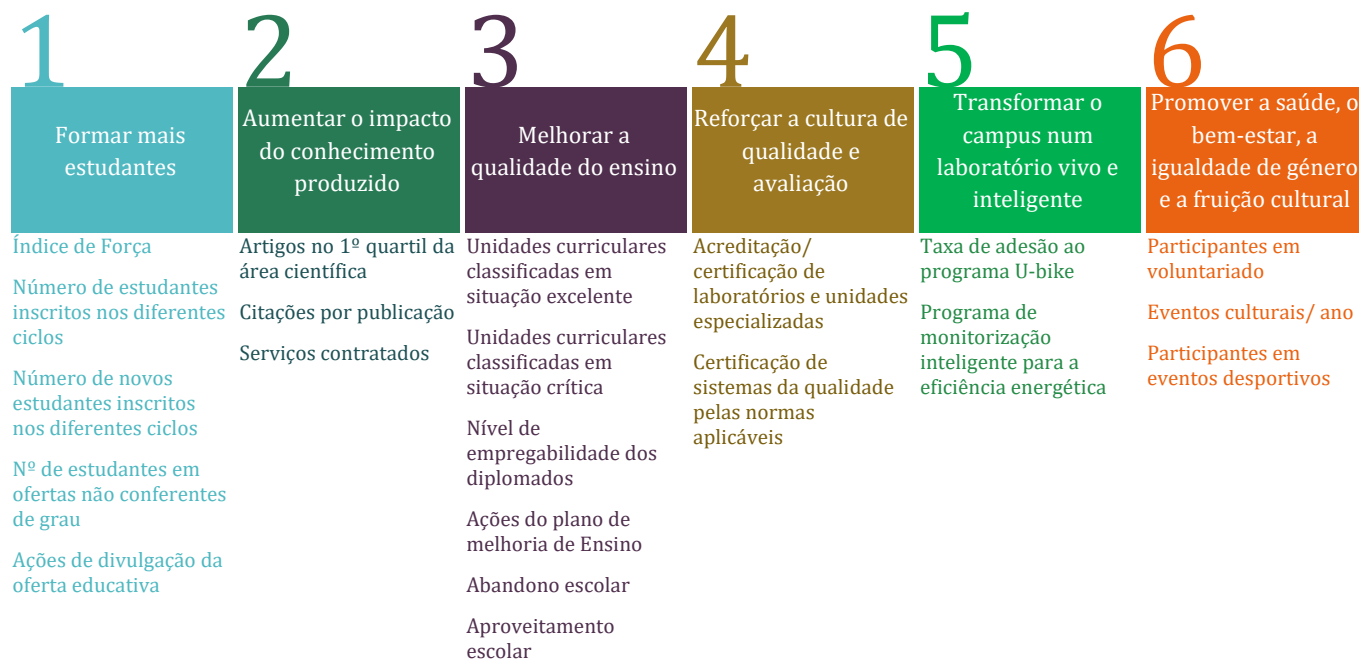 1
Formar mais
estudantes
Índice de Força
Número de estudantes
inscritos nos diferentes
ciclos
Número de novos
estudantes inscritos
nos diferentes ciclos
Nº de estudantes em
ofertas não conferentes
de grau
Ações de divulgação da
oferta educativa
2
Aumentar o impacto
do conhecimento
produzido
Artigos no 1º quartil da
área científica
Citações por publicação
Serviços contratados
3
Melhorar a
qualidade do ensino
Unidades curriculares
classificadas em
situação excelente
Unidades curriculares
classificadas em
situação crítica
Nível de
empregabilidade dos
diplomados
Ações do plano de
melhoria de Ensino
Abandono escolar
Aproveitamento
escolar
4
Reforçar a cultura de
qualidade e
avaliação
Acreditação/
certificação de
laboratórios e unidades
especializadas
Certificação de
sistemas da qualidade
pelas normas
aplicáveis
5
Transformar o
campus num
laboratório vivo e
inteligente
Taxa de adesão ao
programa U-bike
Programa de
monitorização
inteligente para a
eficiência energética
6
Promover a saúde, o
bem-estar, a
igualdade de género
e a fruição cultural
Participantes em
voluntariado
Eventos culturais/ ano
Participantes em
eventos desportivos